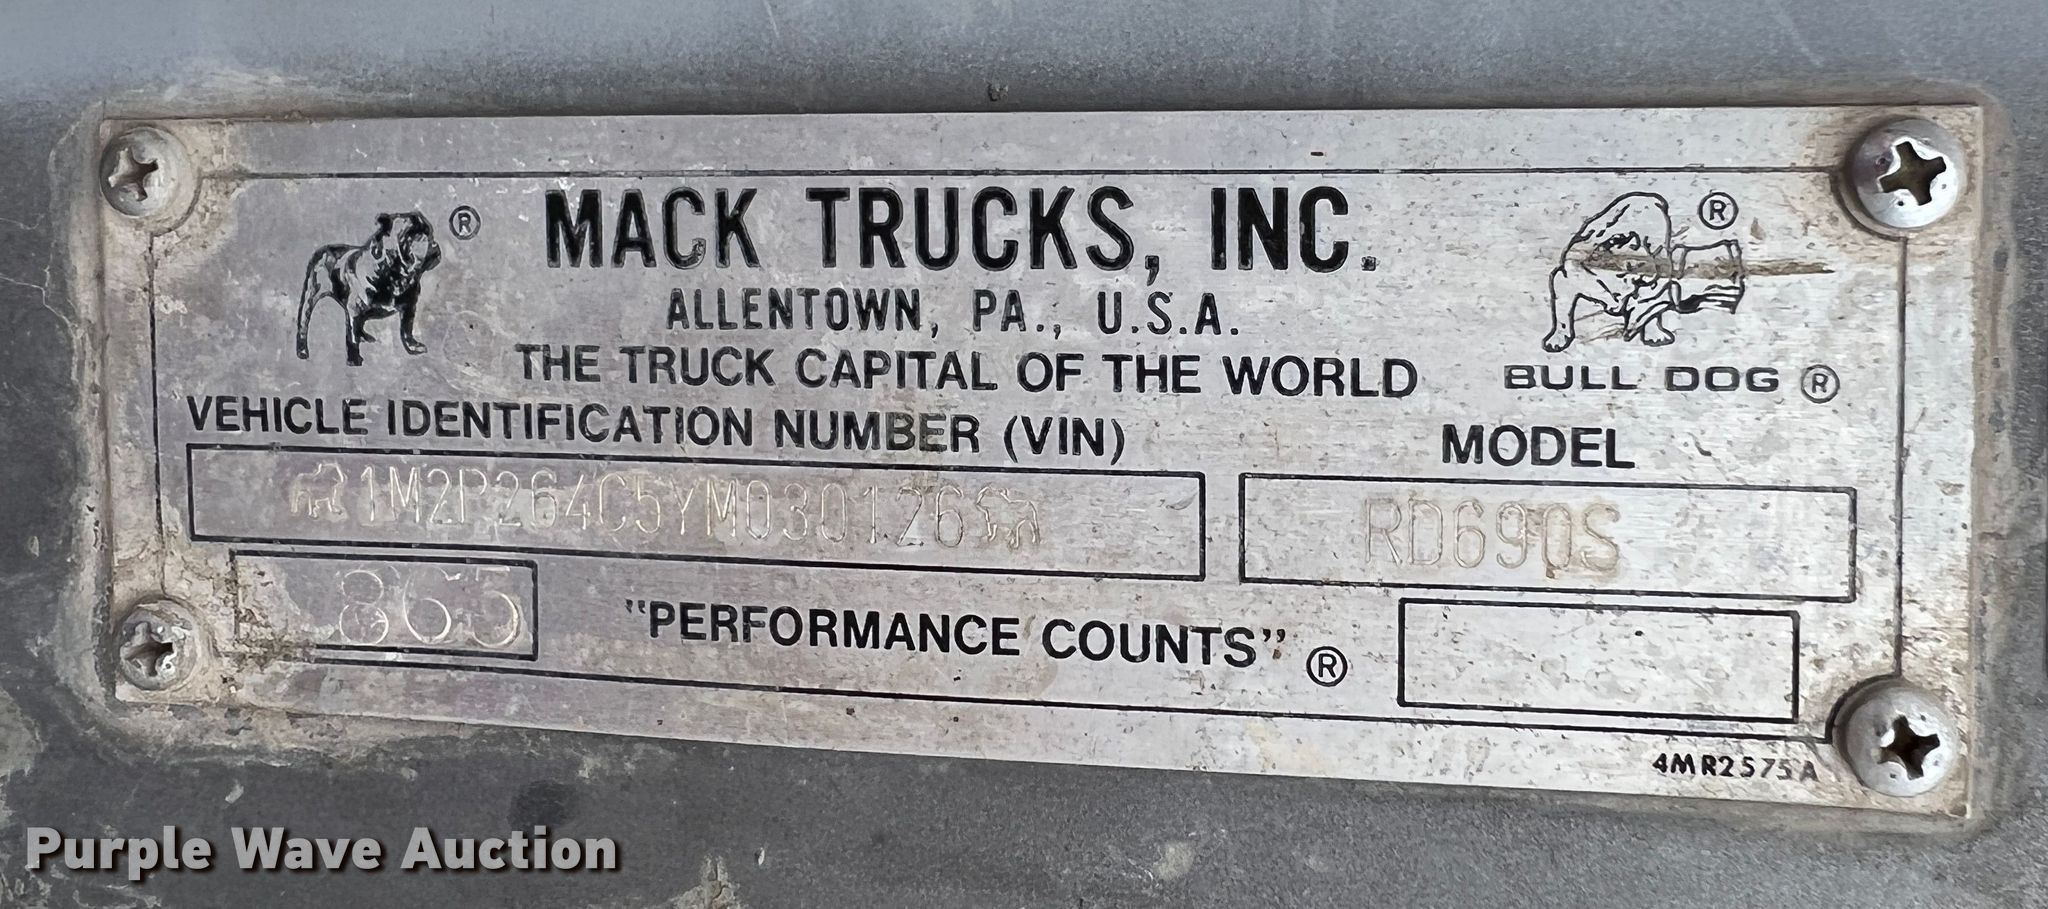 ® MACK TRUCKS, INC. ®
ALLENTOWN, PA., U.S.A.
THE TRUCK CAPITAL OF THE WORLD
BULL DOG ®
VEHICLE IDENTIFICATION NUMBER (VIN)
MODEL
1M2P264C5YM030126
RD690S
865
"PERFORMANCE COUNTS" ®
4MR2575A
Purple Wave Auction